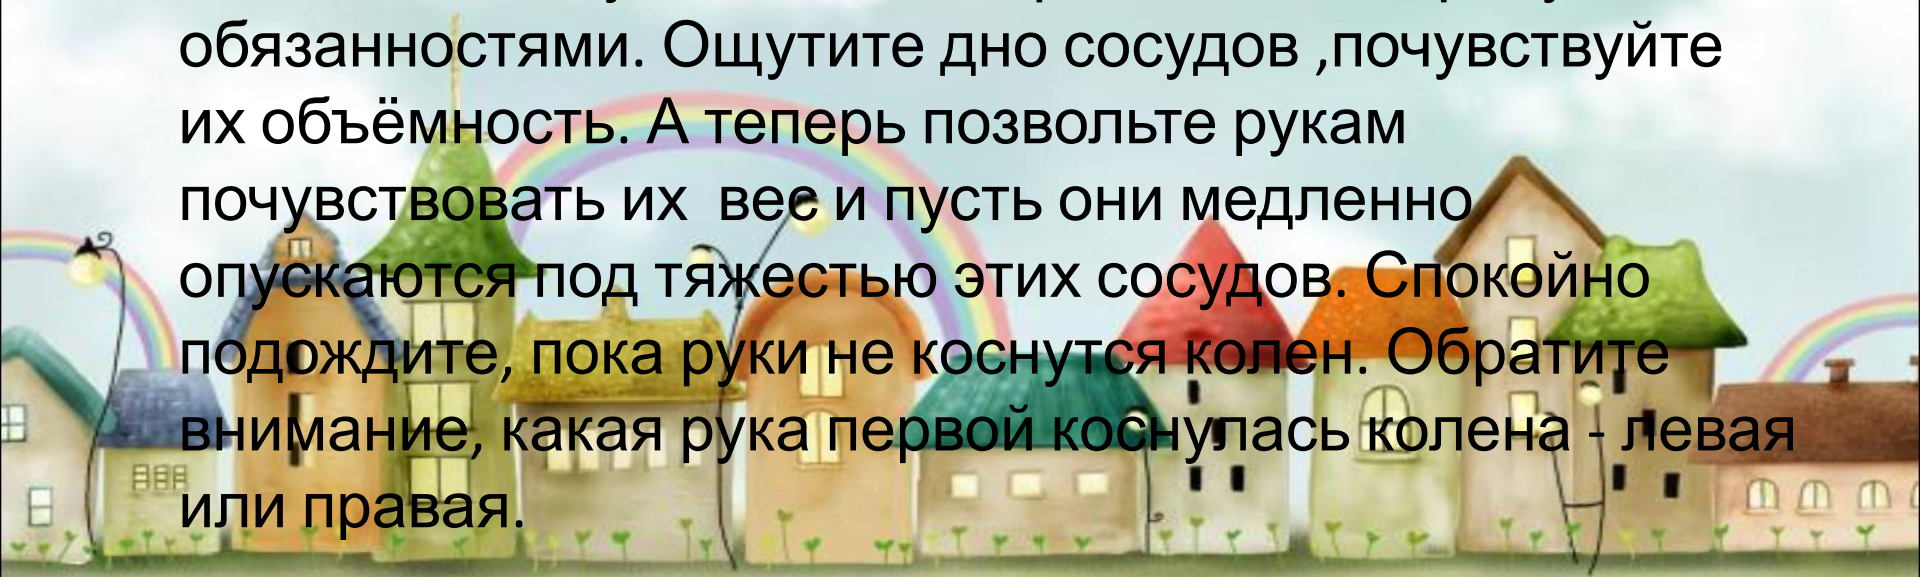 обязанностями. Ощутите дно сосудов ,почувствуйте
их объёмность. А теперь позвольте рукам
почувствовать их  вес и пусть они медленно
опускаются под тяжестью этих сосудов. Спокойно
подождите, пока руки не коснутся колен. Обратите
внимание, какая рука первой коснулась колена - левая
или правая.